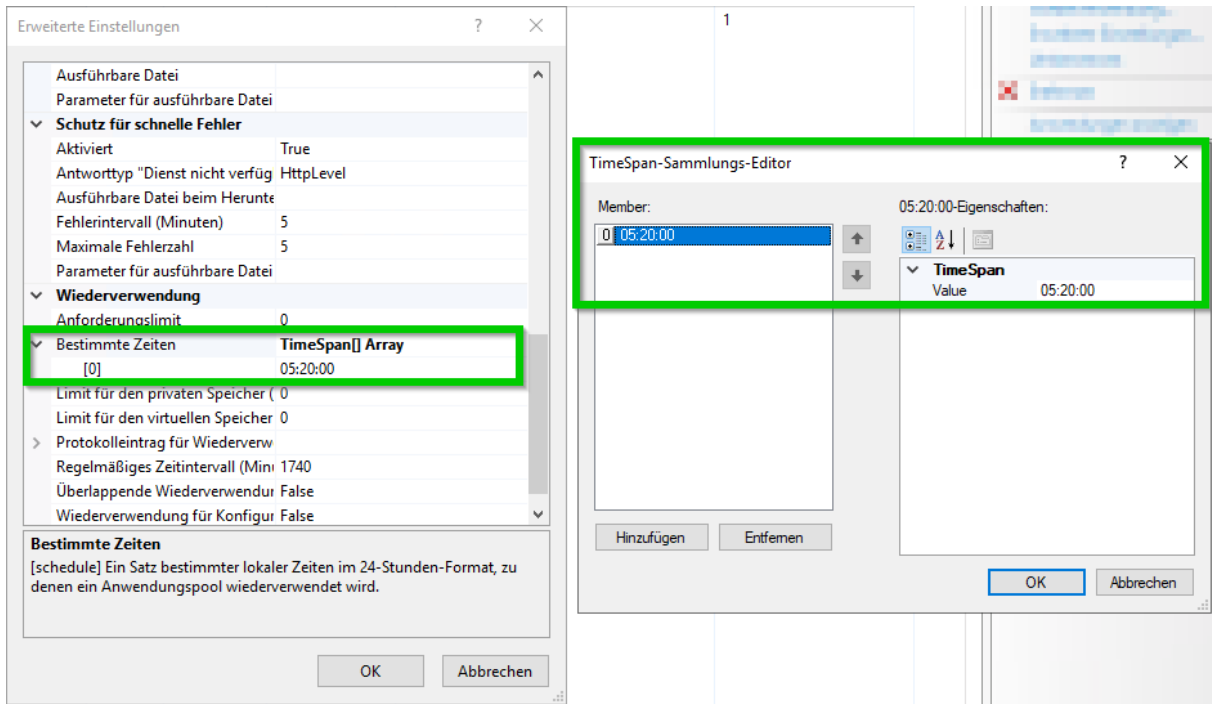 Erweiterte Einstellungen
Ausführbare Datei
Parameter für ausführbare Datei
Schutz für schnelle Fehler
Aktiviert True
Antworttyp "Dienst nicht verfüg HttpLevel
Ausführbare Datei beim Herunte
Fehlerintervall (Minuten) 5
Maximale Fehlerzahl 5
Parameter für ausführbare Datei
Wiederverwendung
Anforderungslimit 0
Bestimmte Zeiten TimeSpan[] Array
[0] 05:20:00
Limit für den privaten Speicher ( 0
Limit für den virtuellen Speicher 0
Protokolleintrag für Wiederverw
Regelmäßiges Zeitintervall (Minu 1740
Überlappende Wiederverwendur False
Wiederverwendung für Konfigur False
Bestimmte Zeiten
[schedule] Ein Satz bestimmter lokaler Zeiten im 24-Stunden-Format, zu
denen ein Anwendungspool wiederverwendet wird.
OK Abbrechen
1
TimeSpan-Sammlungs-Editor
Member:
0 05:20:00
05:20:00-Eigenschaften:
TimeSpan
Value 05:20:00
Hinzufügen Entfernen
OK Abbrechen